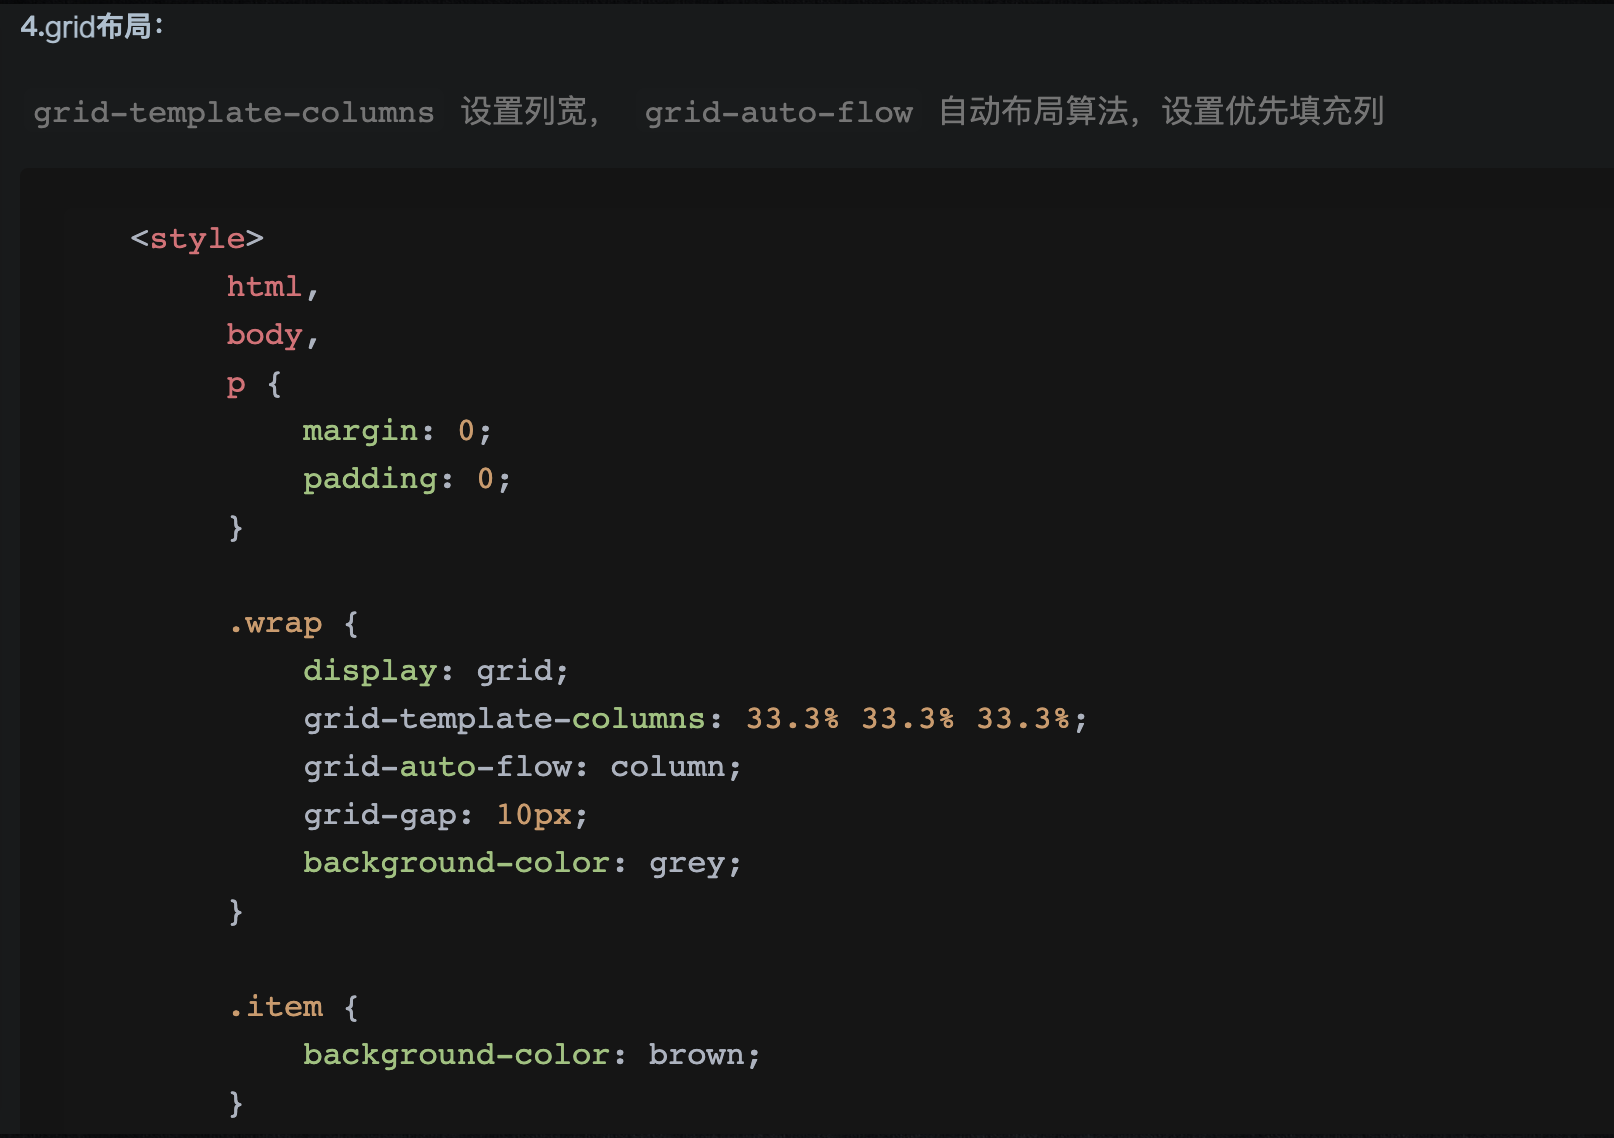 4.grid布局：
grid-template-columns 设置列宽， grid-auto-flow 自动布局算法，设置优先填充列
<style>
html,
body,
p {
margin: 0;
padding: 0;
}
.wrap {
display: grid;
grid-template-columns: 33.3% 33.3% 33.3%;
grid-auto-flow: column;
grid-gap: 10px;
background-color: grey;
}
.item {
background-color: brown;
}